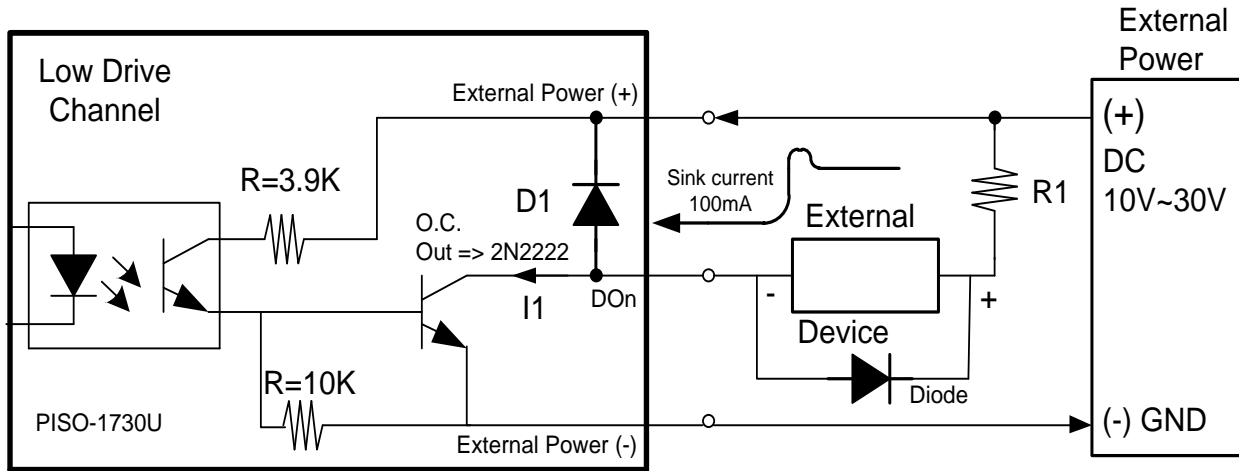 External
Power
Low Drive
Channel
External Power (+)
(+)
DC
10V~30V
R=3.9K
D1
Sink current
100mA
R1
External
O.C.
Out => 2N2222
I1
DOn
-
+
Device
R=10K
Diode
PISO-1730U
External Power (-)
(-) GND